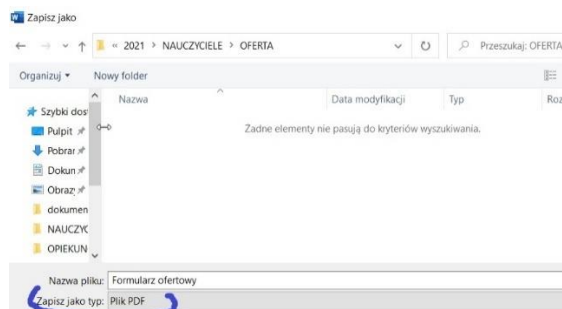 Zapisz jako
« 2021 > NAUCZYCIELE > OFERTA
Przeszukaj: OFERTA
Organizuj
Nowy folder
Nazwa
Data modyfikacji
Typ
Roz
Szybki dos
Pulpit
Pobrar
Dokun
Obrazy
dokumen
NAUCZYC
OPIEKUN
Żadne elementy nie pasują do kryteriów wyszukiwania.
Nazwa pliku: Formularz ofertowy
Zapisz jako typ: Plik PDF